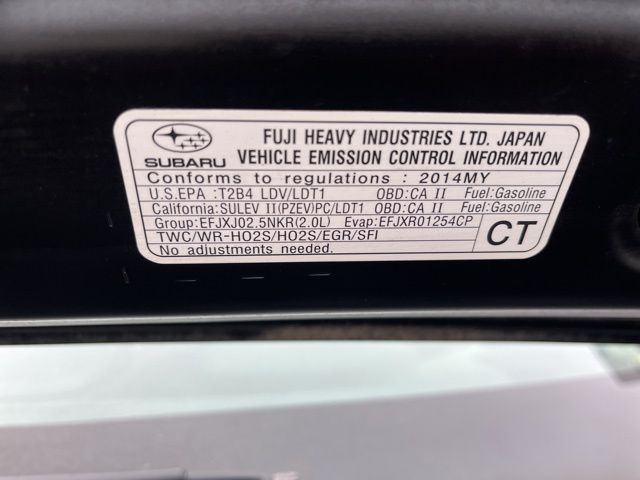 FUJI HEAVY INDUSTRIES LTD. JAPAN
SUBARU VEHICLE EMISSION CONTROL INFORMATION
Conforms to regulations : 2014MY
U.S.EPA :T2B4 LDV/LDT1 OBD:CA II Fuel:Gasoline
California:SULEV II(PZEV)PC/LDT1 OBD:CA II Fuel:Gasoline
Group:EFJXJ02.5NKR(2.0L) Evap:EFJXR01254CP
TWC/WR-HO2S/HO2S/EGR/SFI
No adjustments needed.
CT